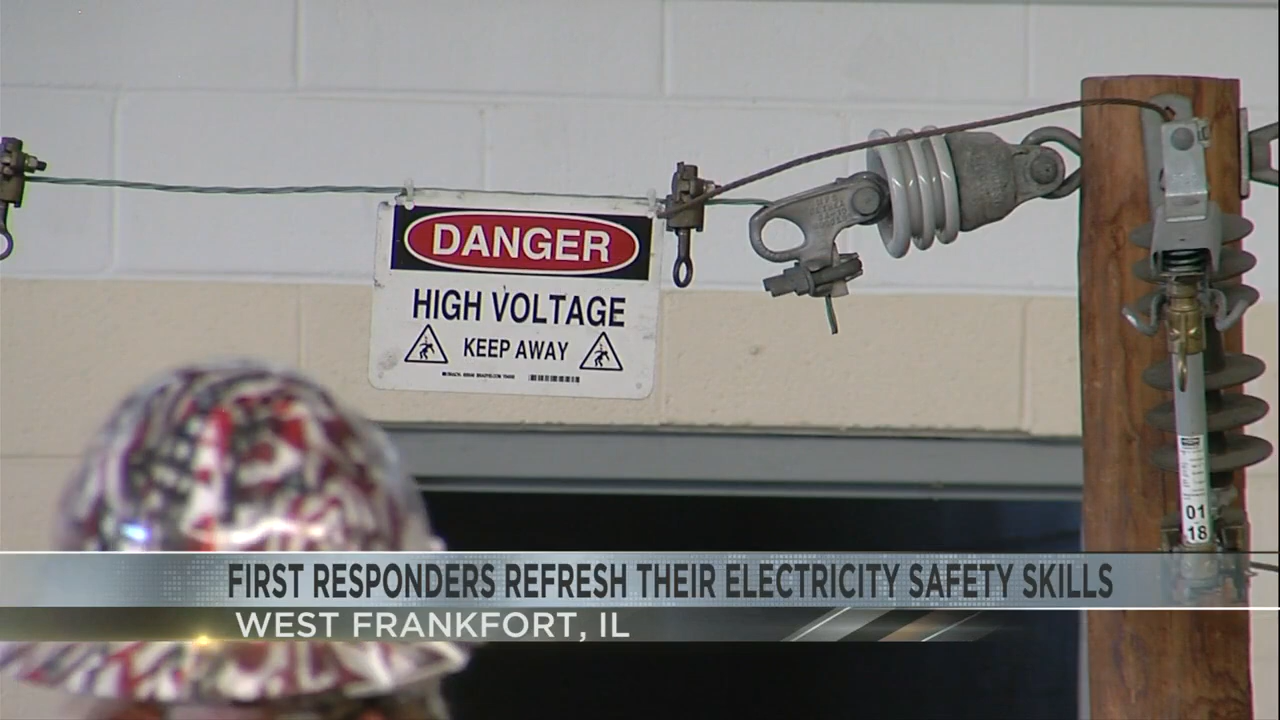 DANGER
HIGH VOLTAGE
KEEP AWAY
01
18
FIRST RESPONDERS REFRESH THEIR ELECTRICITY SAFETY SKILLS
WEST FRANKFORT, IL